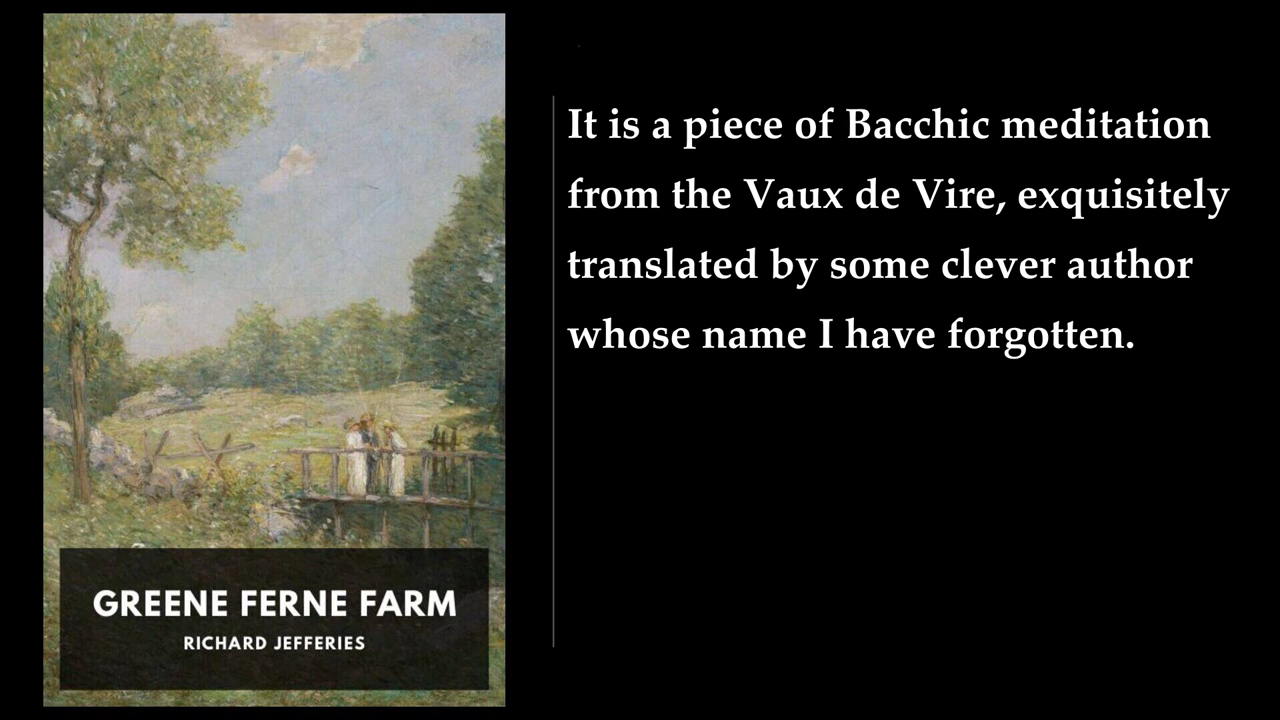 It is a piece of Bacchic meditation
from the Vaux de Vire, exquisitely
translated by some clever author
whose name I have forgotten.
GREENE FERNE FARM
RICHARD JEFFERIES